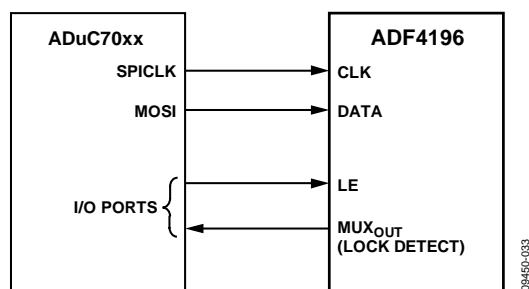 ADuC70xx
ADF4196
SPICLK
CLK
MOSI
DATA
I/O PORTS
LE
MUXOUT
(LOCK DETECT)
09450-033